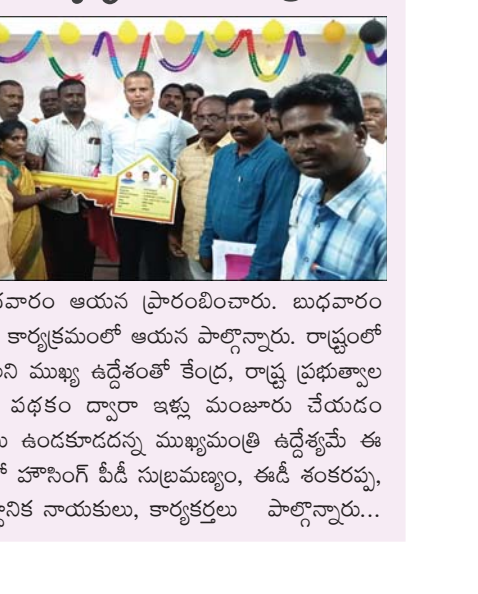 ధవారం ఆయన ప్రారంభించారు. బుధవారం
కార్యక్రమంలో ఆయన పాల్గొన్నారు. రాష్ట్రంలో
ముఖ్య ఉద్దేశంతో కేంద్ర, రాష్ట్ర ప్రభుత్వాల
పథకం ద్వారా ఇళ్లు మంజూరు చేయడం
ఉండకూడదన్న ముఖ్యమంత్రి ఉద్దేశ్యమే ఈ
హౌసింగ్ పీడీ సుబ్రమణ్యం, ఈడీ శంకరప్ప,
నాయకులు, కార్యకర్తలు పాల్గొన్నారు...